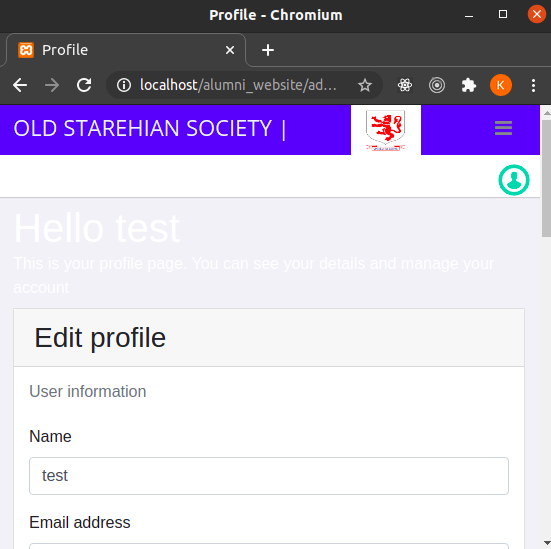 Profile - Chromium
Profile
localhost/alumni_website/ad...
K
OLD STAREHIAN SOCIETY |
Hello test
This is your profile page. You can see your details and manage your
account
Edit profile
User information
Name
test
Email address